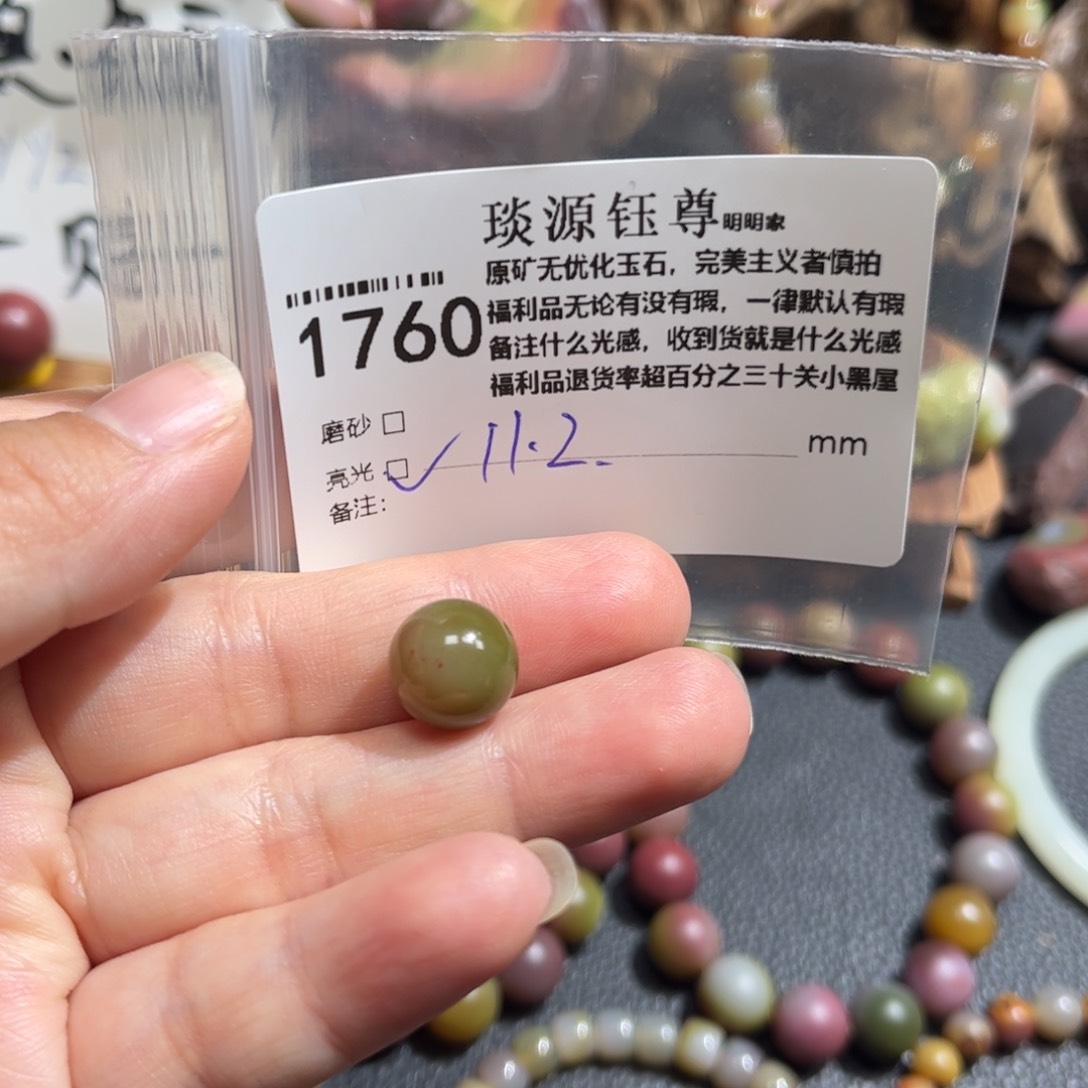 琰源钰尊明明家
原矿无优化玉石，完美主义者慎拍
1760
福利品无论有没有瑕，一律默认有瑕
备注什么光感，收到货就是什么光感
福利品退货率超百分之三十关小黑屋
磨砂 □
亮光 □ ✓ 11.2. mm
备注：